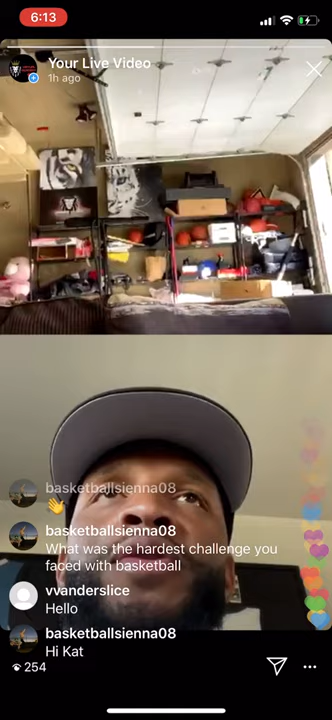 6:13
Your Live Video
1h ago
basketballsienna08
👋
basketballsienna08
What was the hardest challenge you
faced with basketball
vvanderslice
Hello
basketballsienna08
Hi Kat
254